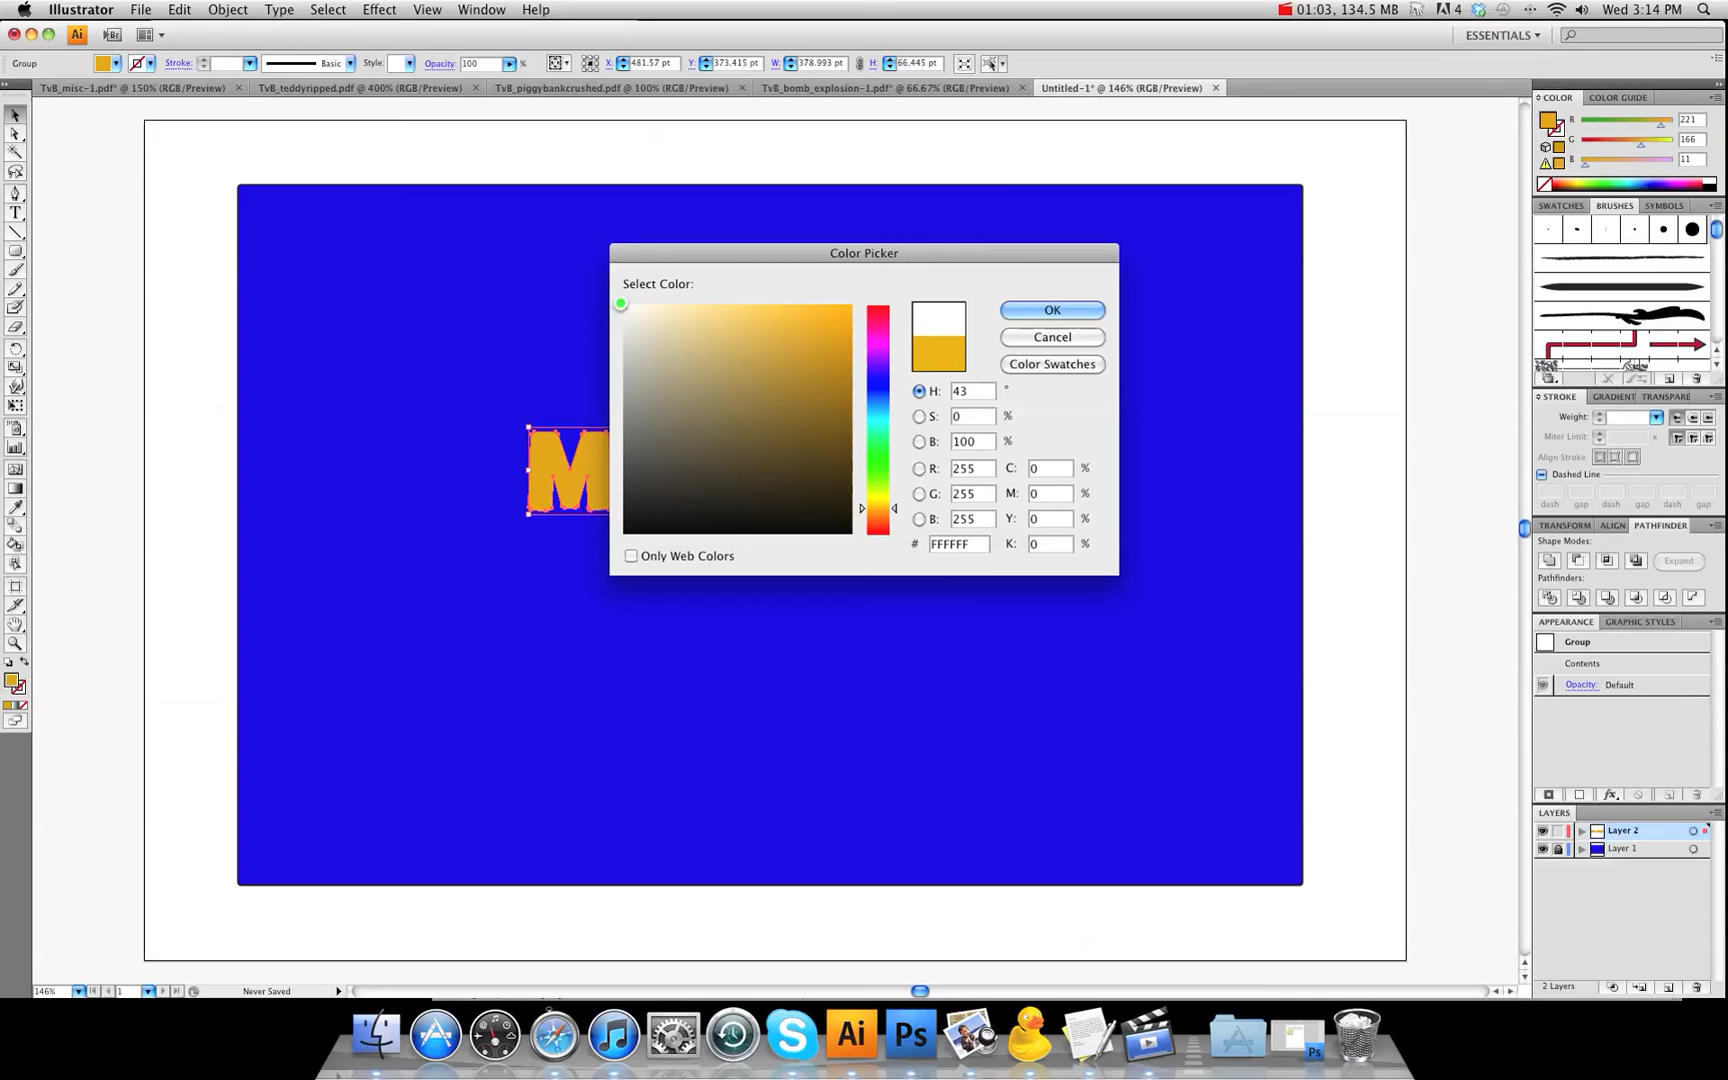 Illustrator File Edit Object Type Select Effect View Window Help 01:03, 134.5 MB 4 Wed 3:14 PM
Ai Br ESSENTIALS
Group Stroke: Basic Style: Opacity: 100 % X: 481.57 pt Y: 373.415 pt W: 378.993 pt H: 66.445 pt
TvB_misc-1.pdf* @ 150% (RGB/Preview) TvB_teddyripped.pdf @ 400% (RGB/Preview) TvB_piggybankcrushed.pdf @ 100% (RGB/Preview) TvB_bomb_explosion-1.pdf* @ 66.67% (RGB/Preview) Untitled-1* @ 146% (RGB/Preview)
COLOR COLOR GUIDE
R 221
G 166
B 11
SWATCHES BRUSHES SYMBOLS
Color Picker
Select Color:
OK
Cancel
Color Swatches
H: 43 °
S: 0 %
B: 100 %
R: 255 C: 0 %
G: 255 M: 0 %
B: 255 Y: 0 %
# FFFFFF K: 0 %
Only Web Colors
M
STROKE GRADIENT TRANSPARE
Weight:
Miter Limit: x
Align Stroke:
Dashed Line
dash gap dash gap dash gap
TRANSFORM ALIGN PATHFINDER
Shape Modes:
Expand
Pathfinders:
APPEARANCE GRAPHIC STYLES
Group
Contents
Opacity: Default
fx
LAYERS
Layer 2
Layer 1
2 Layers
146% 1 Never Saved
Ai Ps Ps